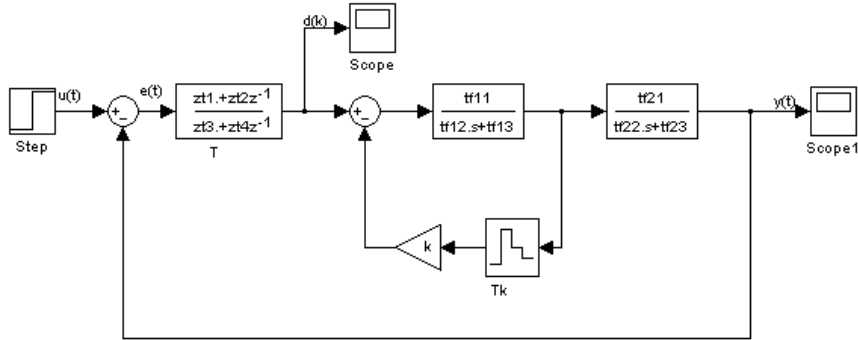 d(k)
Scope
u(t)
e(t)
zt1.+zt2z-1
zt3.+zt4z-1
T
tf11
tf12.s+tf13
tf21
tf22.s+tf23
y(t)
Step
Scope1
k
Tk